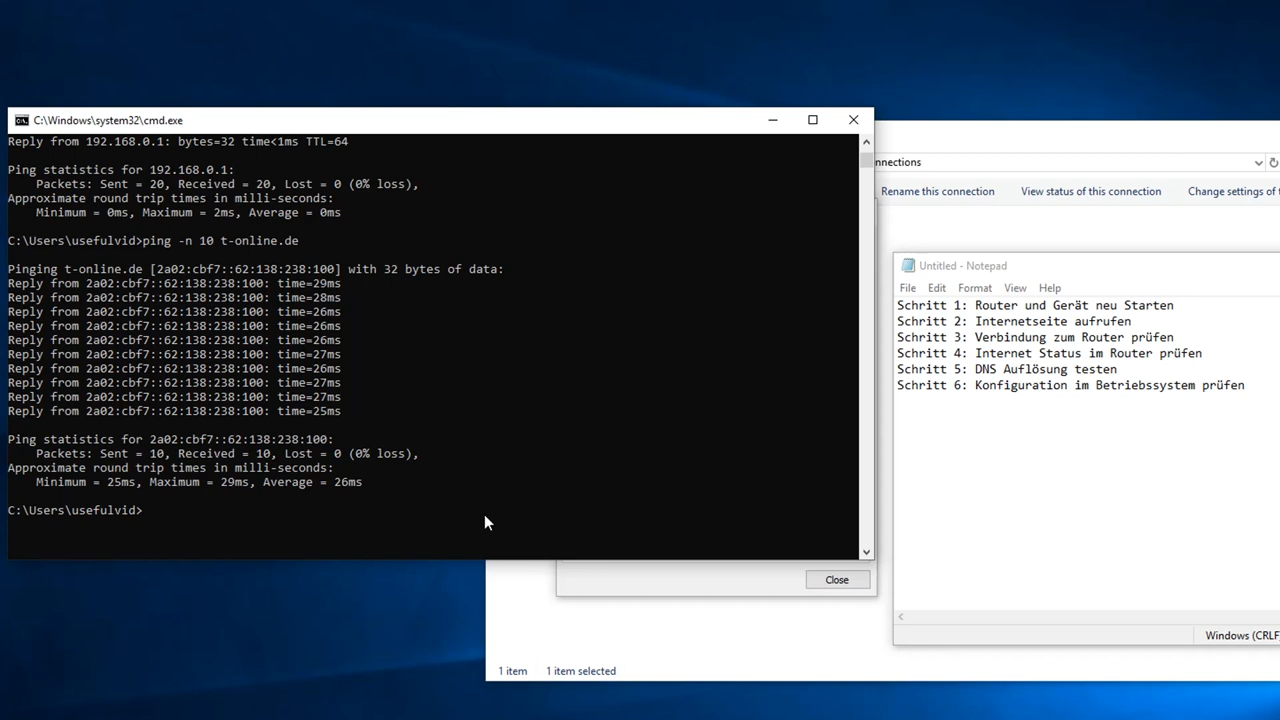 C:\Windows\system32\cmd.exe
Reply from 192.168.0.1: bytes=32 time<1ms TTL=64
Ping statistics for 192.168.0.1:
Packets: Sent = 20, Received = 20, Lost = 0 (0% loss),
Approximate round trip times in milli-seconds:
Minimum = 0ms, Maximum = 2ms, Average = 0ms
C:\Users\usefulvid>ping -n 10 t-online.de
Pinging t-online.de [2a02:cbf7::62:138:238:100] with 32 bytes of data:
Reply from 2a02:cbf7::62:138:238:100: time=29ms
Reply from 2a02:cbf7::62:138:238:100: time=28ms
Reply from 2a02:cbf7::62:138:238:100: time=26ms
Reply from 2a02:cbf7::62:138:238:100: time=26ms
Reply from 2a02:cbf7::62:138:238:100: time=26ms
Reply from 2a02:cbf7::62:138:238:100: time=27ms
Reply from 2a02:cbf7::62:138:238:100: time=26ms
Reply from 2a02:cbf7::62:138:238:100: time=27ms
Reply from 2a02:cbf7::62:138:238:100: time=27ms
Reply from 2a02:cbf7::62:138:238:100: time=25ms
Ping statistics for 2a02:cbf7::62:138:238:100:
Packets: Sent = 10, Received = 10, Lost = 0 (0% loss),
Approximate round trip times in milli-seconds:
Minimum = 25ms, Maximum = 29ms, Average = 26ms
C:\Users\usefulvid>
nnections
Rename this connection View status of this connection Change settings of t
Untitled - Notepad
File Edit Format View Help
Schritt 1: Router und Gerät neu Starten
Schritt 2: Internetseite aufrufen
Schritt 3: Verbindung zum Router prüfen
Schritt 4: Internet Status im Router prüfen
Schritt 5: DNS Auflösung testen
Schritt 6: Konfiguration im Betriebssystem prüfen
Windows (CRLF
Close
1 item 1 item selected